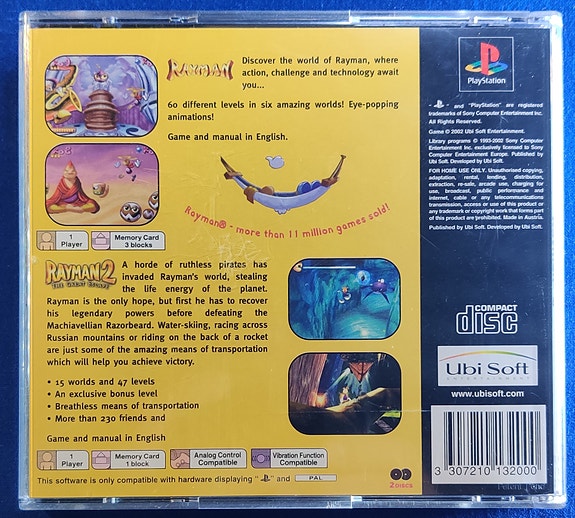 RAYMAN
Discover the world of Rayman, where
action, challenge and technology await
you...
60 different levels in six amazing worlds! Eye-popping
animations!
Game and manual in English.
Rayman® - more than 11 million games sold!
1
Player
Memory Card
3 blocks
RAYMAN 2
THE GREAT ESCAPE
A horde of ruthless pirates has
invaded Rayman's world, stealing
the life energy of the planet.
Rayman is the only hope, but first he has to recover
his legendary powers before defeating the
Machiavellian Razorbeard. Water-skiing, racing across
Russian mountains or riding on the back of a rocket
are just some of the amazing means of transportation
which will help you achieve victory.
• 15 worlds and 47 levels
• An exclusive bonus level
• Breathless means of transportation
• More than 230 friends and
Game and manual in English
1
Player
Memory Card
1 block
Analog Control
Compatible
Vibration Function
Compatible
2 DISCS
This software is only compatible with hardware displaying " " and PAL
PlayStation
" " and "PlayStation" are registered
trademarks of Sony Computer Entertainment Inc.
All Rights Reserved.
Game © 2002 Ubi Soft Entertainment.
Library programs © 1993-2002 Sony Computer
Entertainment Inc. exclusively licensed to Sony
Computer Entertainment Europe. Published by
Ubi Soft. Developed by Ubi Soft.
FOR HOME USE ONLY. Unauthorised copying,
adaptation, rental, lending, distribution,
extraction, re-sale, arcade use, charging for
use, broadcast, public performance and
internet, cable or any telecommunications
transmission, access or use of this product or
any trademark or copyright work that forms part
of this product are prohibited. Made in Austria.
Published by Ubi Soft. Developed by Ubi Soft.
COMPACT
disc
Ubi Soft
ENTERTAINMENT
www.ubisoft.com
3 307210 132000